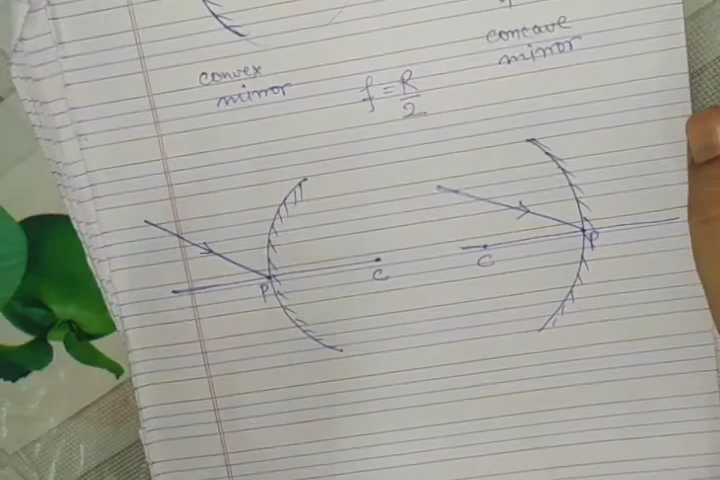 convex
mirror
concave
mirror
f = R/2
P
C
C
P